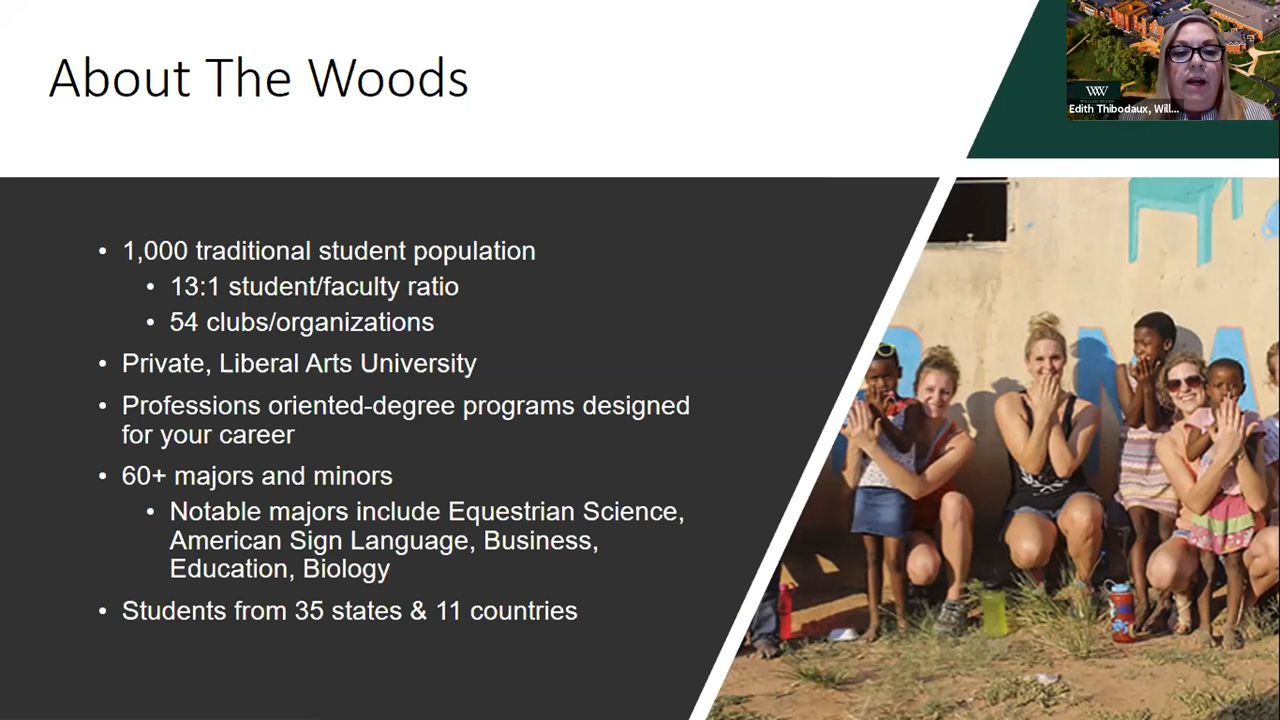 About The Woods
WW
Edith Thibodaux, Will...
• 1,000 traditional student population
• 13:1 student/faculty ratio
• 54 clubs/organizations
• Private, Liberal Arts University
• Professions oriented-degree programs designed
for your career
• 60+ majors and minors
• Notable majors include Equestrian Science,
American Sign Language, Business,
Education, Biology
• Students from 35 states & 11 countries